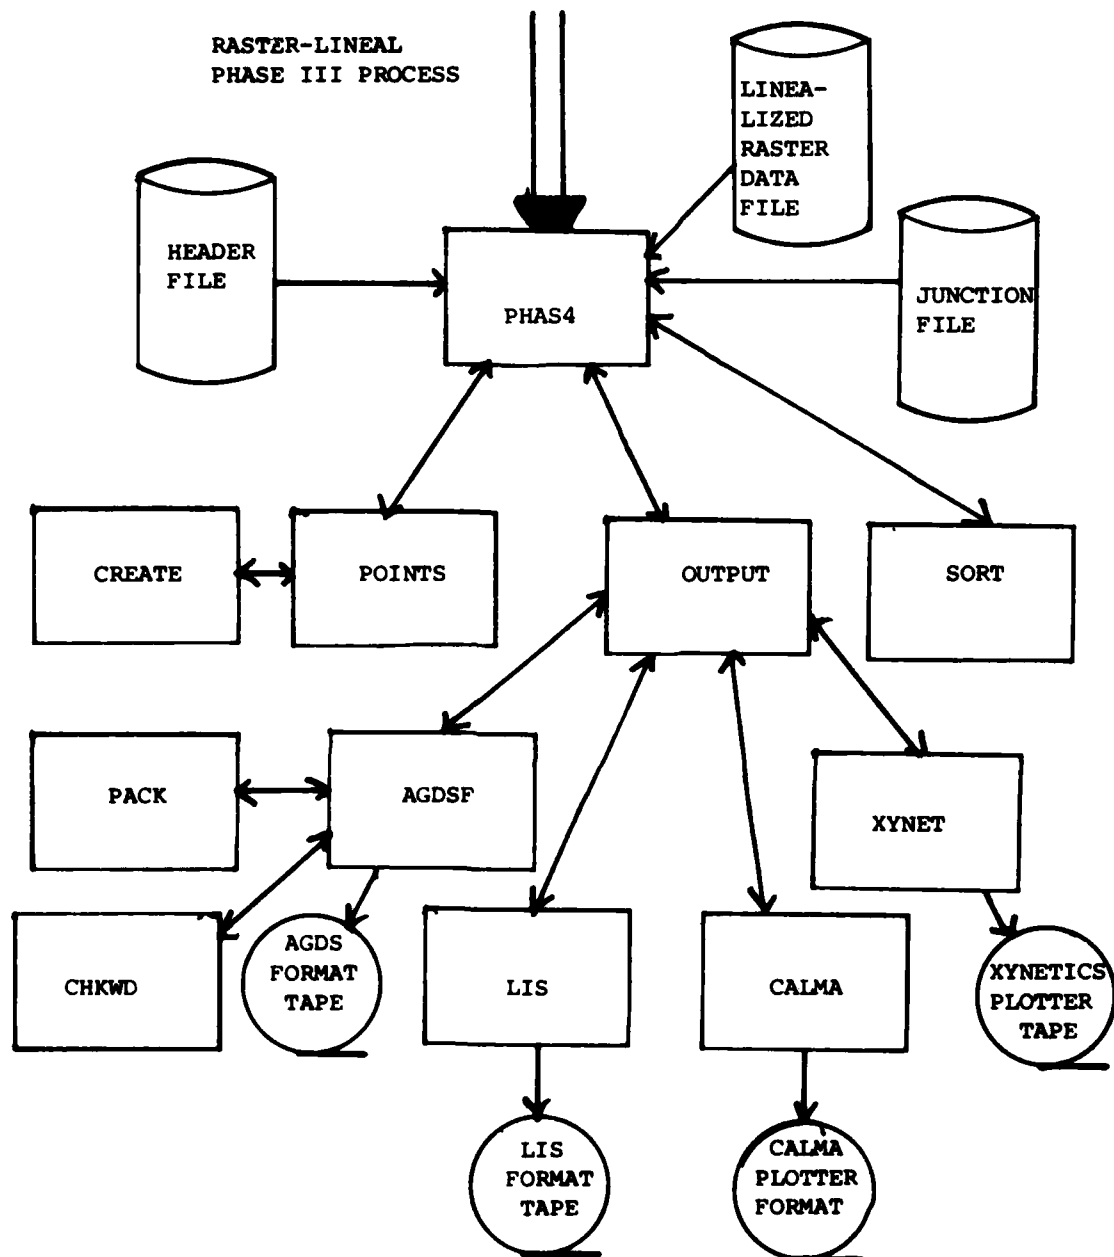 RASTER-LINEAL
PHASE III PROCESS
LINEA-
LIZED
RASTER
DATA
FILE
HEADER
FILE
JUNCTION
FILE
PHAS4
CREATE
POINTS
OUTPUT
SORT
PACK
AGDSF
XYNET
CHKWD
AGDS
FORMAT
TAPE
LIS
CALMA
XYNETICS
PLOTTER
TAPE
LIS
FORMAT
TAPE
CALMA
PLOTTER
FORMAT